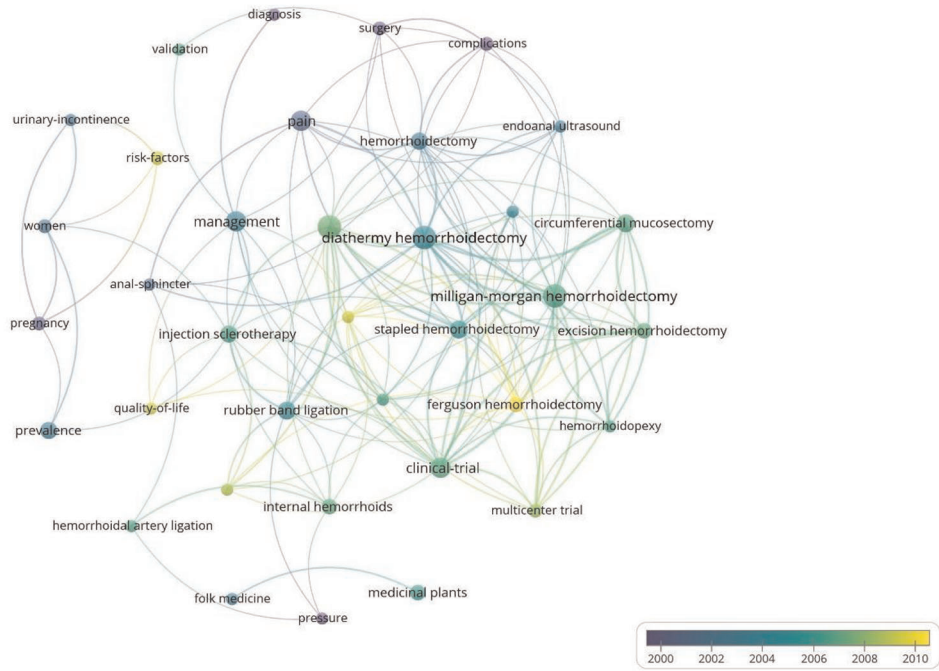 diagnosis
surgery
complications
validation
urinary-incontinence
pain
endoanal ultrasound
hemorrhoidectomy
risk-factors
women
management
circumferential mucosectomy
diathermy hemorrhoidectomy
anal-sphincter
milligan-morgan hemorrhoidectomy
pregnancy
injection sclerotherapy
stapled hemorrhoidectomy
excision hemorrhoidectomy
quality-of-life
rubber band ligation
ferguson hemorrhoidectomy
prevalence
hemorrhoidopexy
clinical-trial
internal hemorrhoids
multicenter trial
hemorrhoidal artery ligation
folk medicine
medicinal plants
pressure
2000 2002 2004 2006 2008 2010